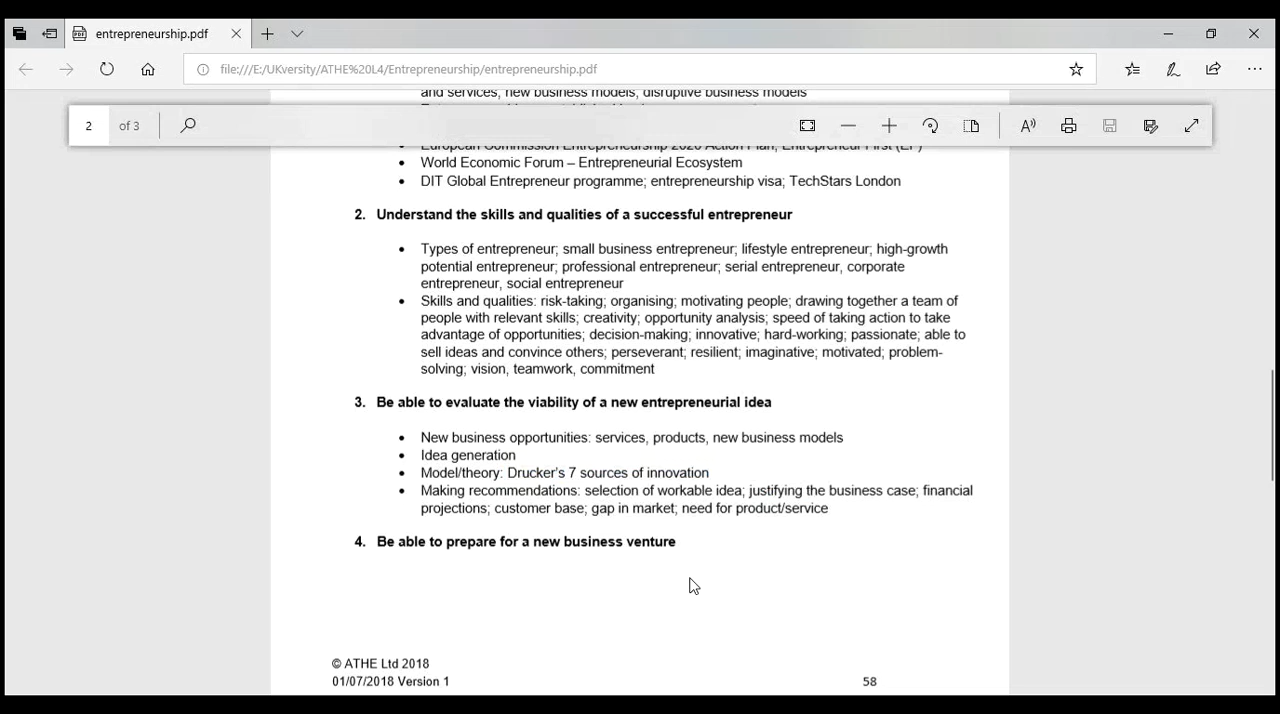 entrepreneurship.pdf
file:///E:/UKversity/ATHE%20L4/Entrepreneurship/entrepreneurship.pdf
and services, new business models, disruptive business models
2 of 3
European Commission Entrepreneurship 2020 Action Plan; Entrepreneur First (EF)
• World Economic Forum – Entrepreneurial Ecosystem
• DIT Global Entrepreneur programme; entrepreneurship visa; TechStars London
2. Understand the skills and qualities of a successful entrepreneur
• Types of entrepreneur; small business entrepreneur; lifestyle entrepreneur; high-growth
potential entrepreneur; professional entrepreneur; serial entrepreneur, corporate
entrepreneur, social entrepreneur
• Skills and qualities: risk-taking; organising; motivating people; drawing together a team of
people with relevant skills; creativity; opportunity analysis; speed of taking action to take
advantage of opportunities; decision-making; innovative; hard-working; passionate; able to
sell ideas and convince others; perseverant; resilient; imaginative; motivated; problem-
solving; vision, teamwork, commitment
3. Be able to evaluate the viability of a new entrepreneurial idea
• New business opportunities: services, products, new business models
• Idea generation
• Model/theory: Drucker's 7 sources of innovation
• Making recommendations: selection of workable idea; justifying the business case; financial
projections; customer base; gap in market; need for product/service
4. Be able to prepare for a new business venture
© ATHE Ltd 2018
01/07/2018 Version 1 58